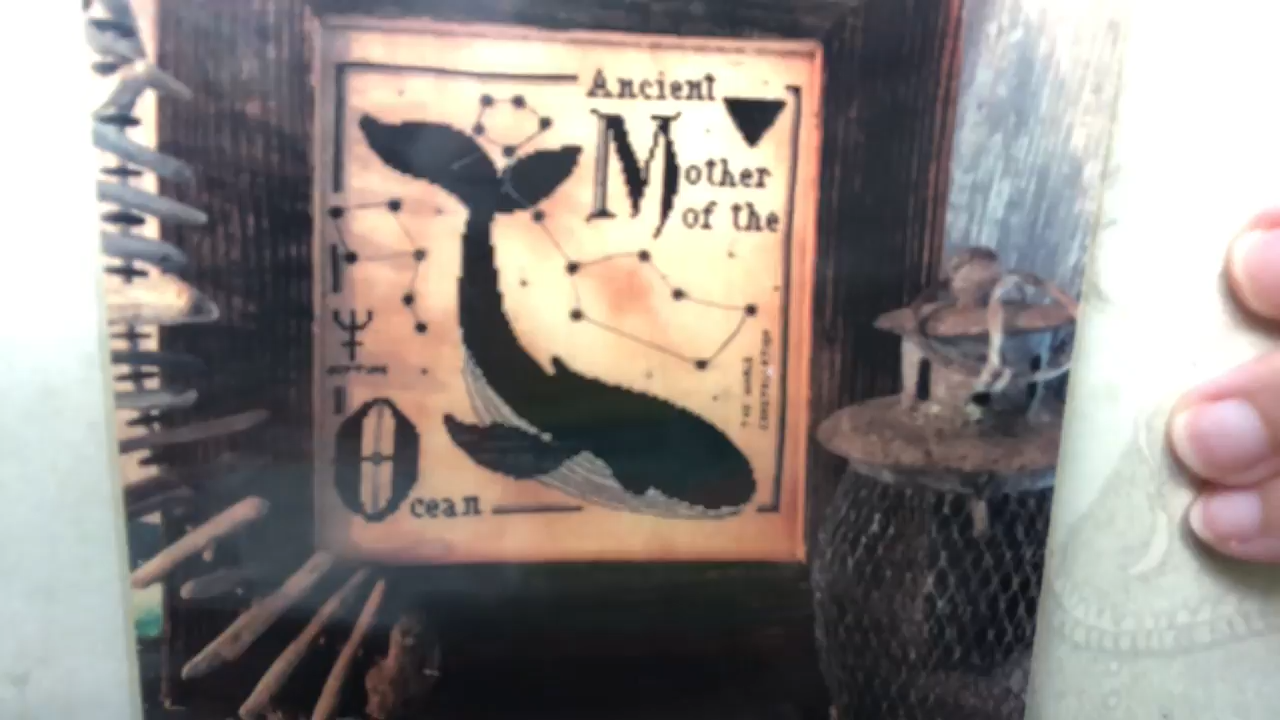 Ancient
Mother
of the
Ocean